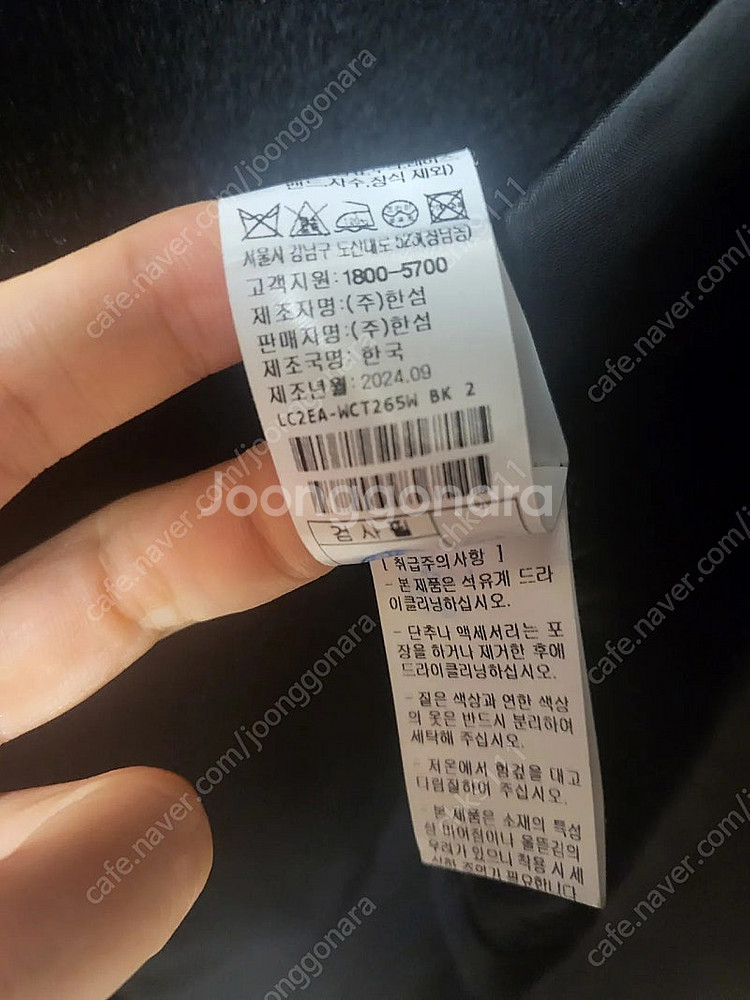 밴드,자수,장식 제외)
서울시 강남구 도산대로 523(청담동)
고객지원:1800-5700
제조자명:(주)한섬
판매자명:(주)한섬
제조국명: 한국
제조년월:2024.09
LC2EA-WCT265W BK 2
검 사
[ 취급주의사항 ]
- 본 제품은 석유계 드라
이클리닝하십시오.
- 단추나 액세서리는 포
장을 하거나 제거한 후에
드라이클리닝하십시오.
- 짙은 색상과 연한 색상
의 옷은 반드시 분리하여
세탁해 주십시오.
- 저온에서 헝겊을 대고
다림질하여 주십시오.
- 본 제품은 소재의 특성
상 미어짐이나 올뜯김의
우려가 있으니 착용 시 세
심한 주의가 필요합니다
Joonggonara
cafe.naver.com/joonggonara